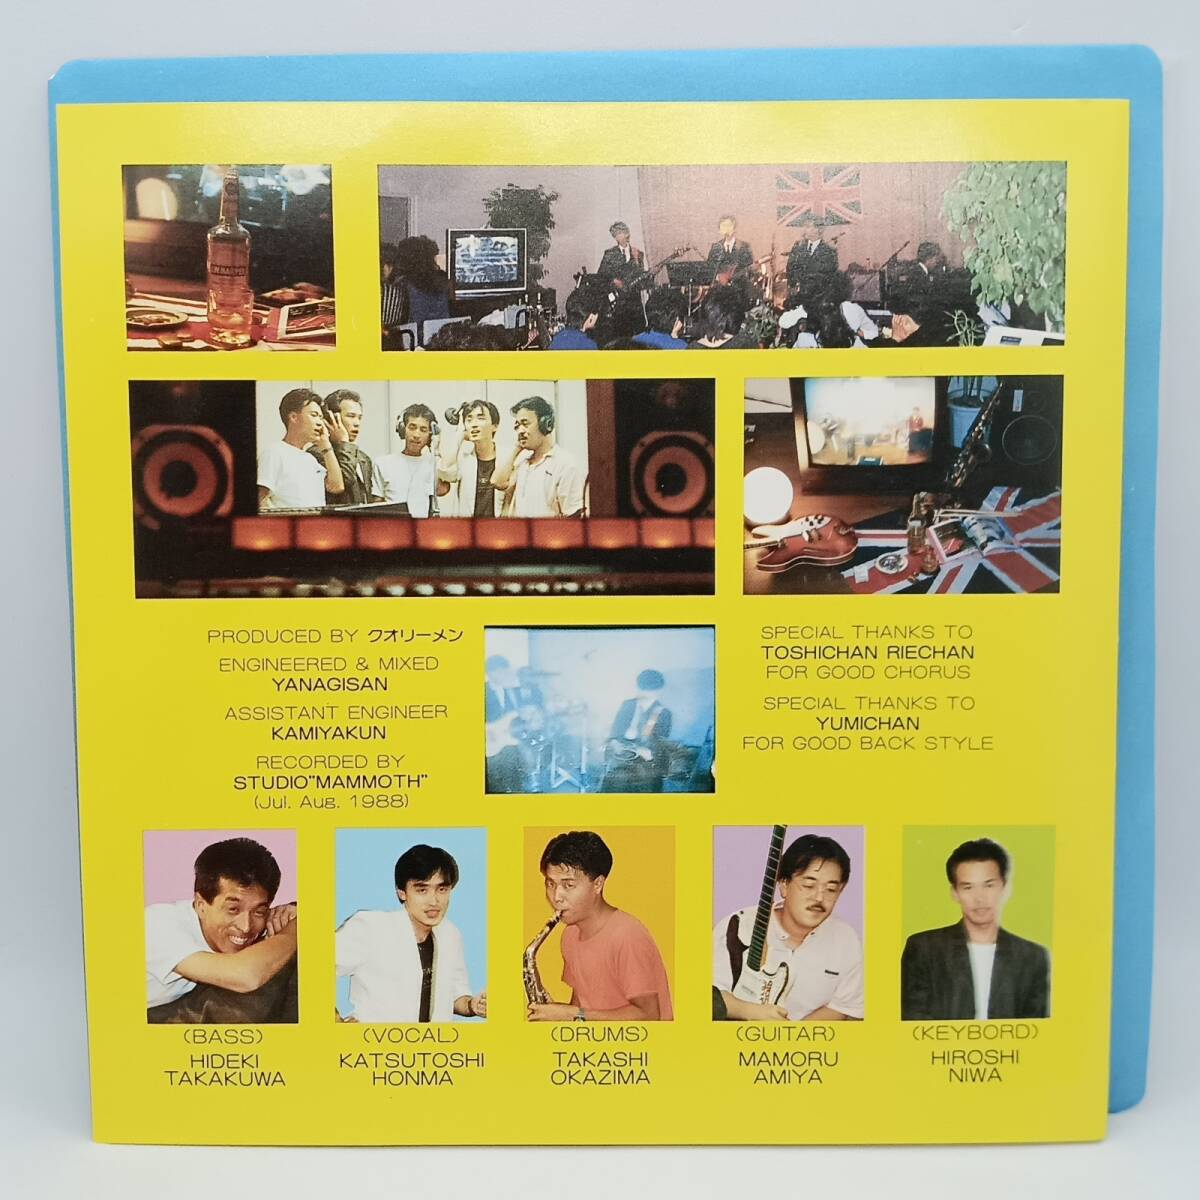 I.W. HARPER
PRODUCED BY クオリーメン
ENGINEERED & MIXED
YANAGISAN
ASSISTANT ENGINEER
KAMIYAKUN
RECORDED BY
STUDIO"MAMMOTH"
(Jul. Aug. 1988)
SPECIAL THANKS TO
TOSHICHAN RIECHAN
FOR GOOD CHORUS
SPECIAL THANKS TO
YUMICHAN
FOR GOOD BACK STYLE
(BASS)
HIDEKI
TAKAKUWA
(VOCAL)
KATSUTOSHI
HONMA
(DRUMS)
TAKASHI
OKAZIMA
(GUITAR)
MAMORU
AMIYA
(KEYBORD)
HIROSHI
NIWA